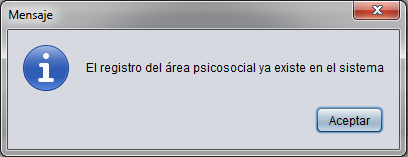 Mensaje
El registro del área psicosocial ya existe en el sistema
Aceptar